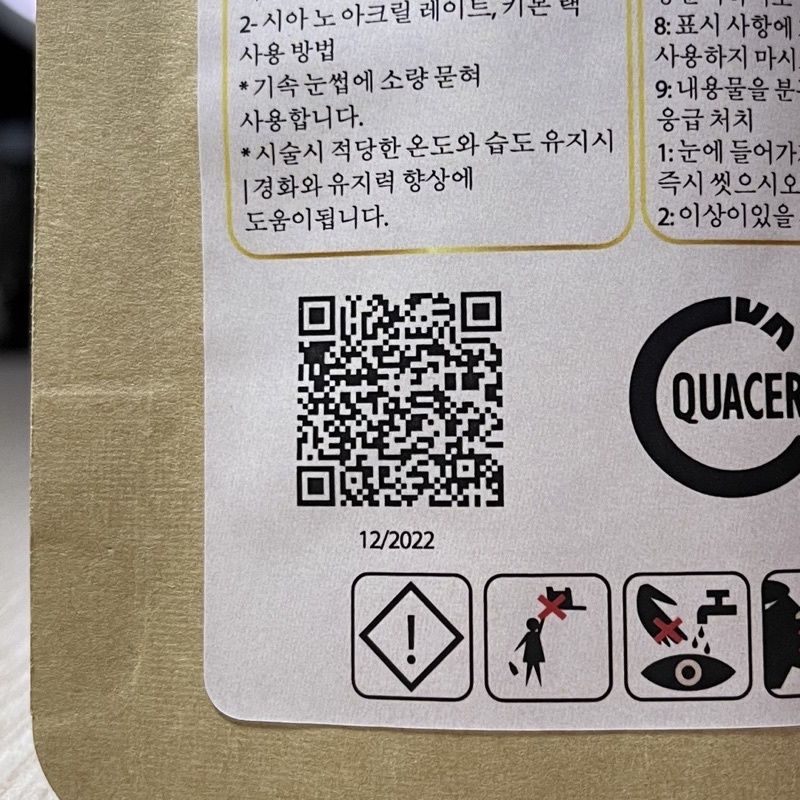 2- 시아 노 아크릴 레이트, 키몬 택
사용 방법
* 기속 눈썹에 소량 묻혀
사용합니다.
* 시술시 적당한 온도와 습도 유지시
|경화와 유지력 향상에
도움이됩니다.
8: 표시 사항에
사용하지 마시
9: 내용물을 분
응급 처치
1: 눈에 들어가
즉시 씻으시오
2: 이상이있을
QUACER
12/2022